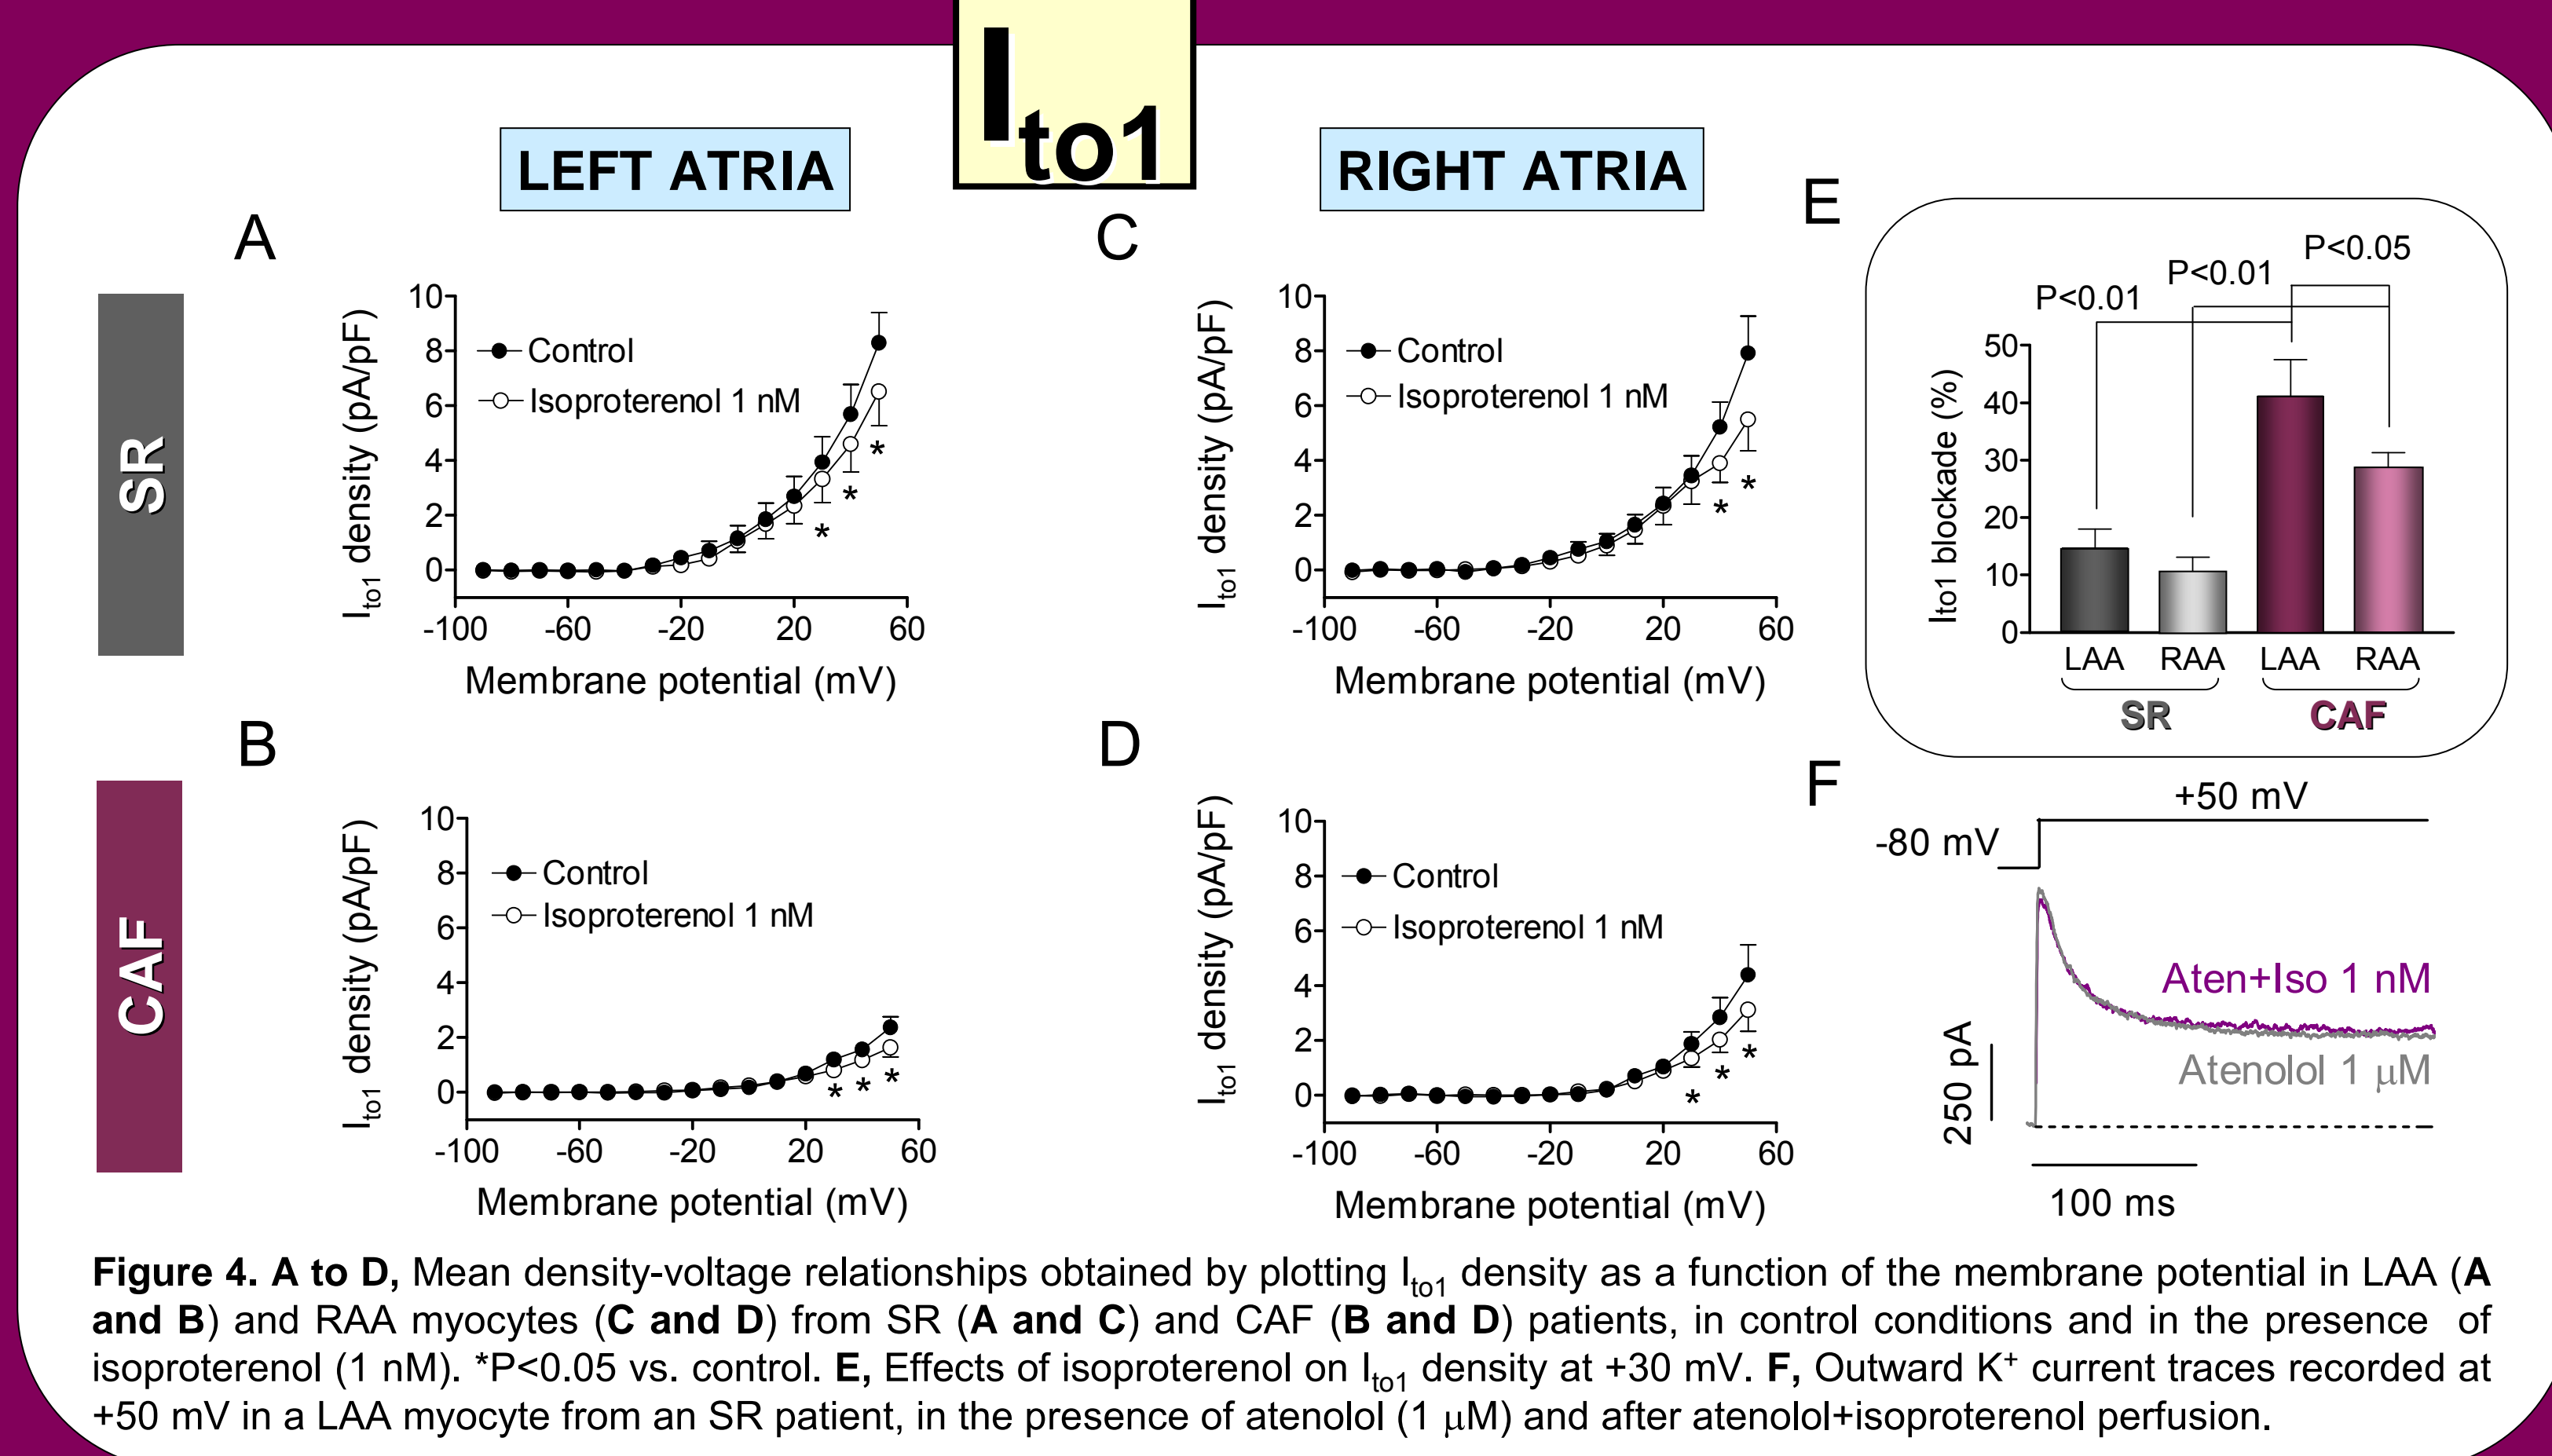 Ito1
LEFT ATRIA
RIGHT ATRIA
SR
CAF
A
Ito1 density (pA/pF)
10
8
6
4
2
0
Control
Isoproterenol 1 nM
*
*
*
-100 -60 -20 20 60
Membrane potential (mV)
C
Ito1 density (pA/pF)
10
8
6
4
2
0
Control
Isoproterenol 1 nM
*
*
-100 -60 -20 20 60
Membrane potential (mV)
B
Ito1 density (pA/pF)
10
8
6
4
2
0
Control
Isoproterenol 1 nM
* * *
-100 -60 -20 20 60
Membrane potential (mV)
D
Ito1 density (pA/pF)
10
8
6
4
2
0
Control
Isoproterenol 1 nM
*
*
*
-100 -60 -20 20 60
Membrane potential (mV)
E
P<0.05
P<0.01
P<0.01
Ito1 blockade (%)
50
40
30
20
10
0
LAA RAA LAA RAA
SR CAF
F
+50 mV
-80 mV
Aten+Iso 1 nM
Atenolol 1 μM
250 pA
100 ms
Figure 4. A to D, Mean density-voltage relationships obtained by plotting Ito1 density as a function of the membrane potential in LAA (A
and B) and RAA myocytes (C and D) from SR (A and C) and CAF (B and D) patients, in control conditions and in the presence of
isoproterenol (1 nM). *P<0.05 vs. control. E, Effects of isoproterenol on Ito1 density at +30 mV. F, Outward K+ current traces recorded at
+50 mV in a LAA myocyte from an SR patient, in the presence of atenolol (1 μM) and after atenolol+isoproterenol perfusion.